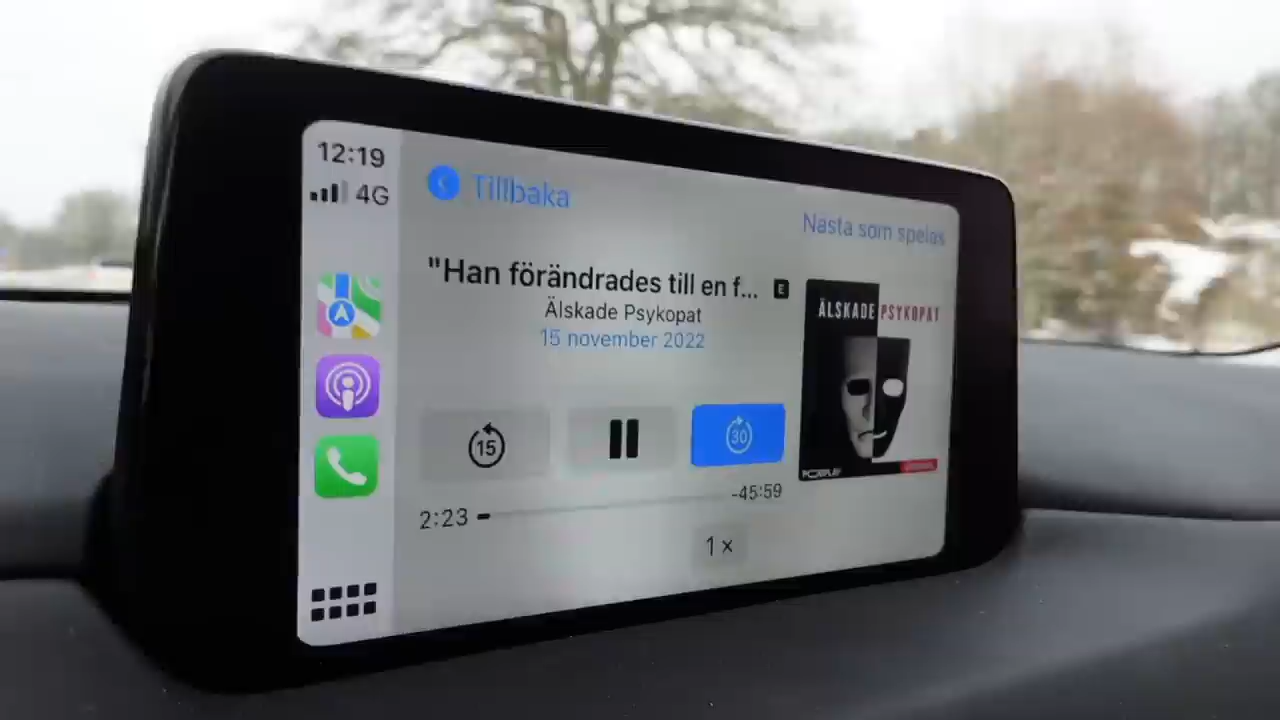 12:19
4G
Tillbaka
Nästa som spelas
"Han förändrades till en f... E
Älskade Psykopat
15 november 2022
ÄLSKADE PSYKOPAT
15
30
-45:59
2:23
1×